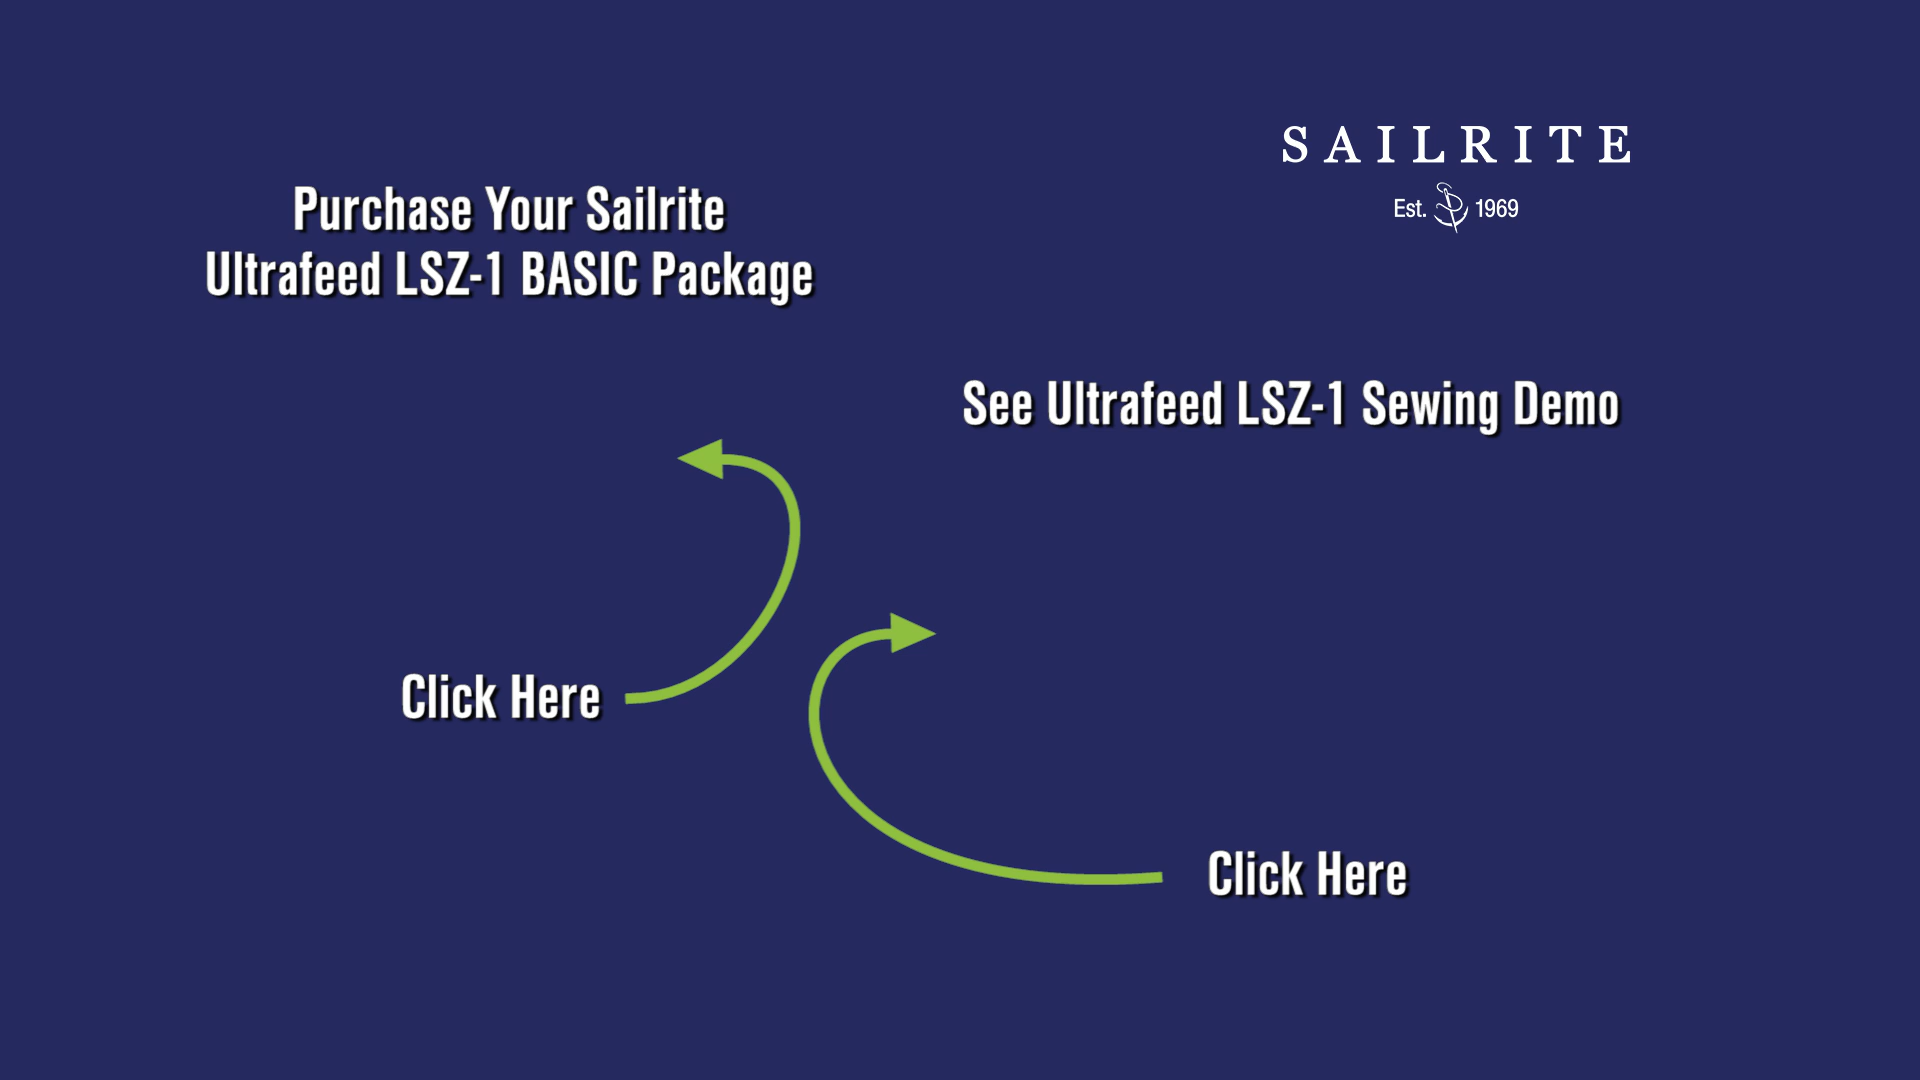 SAILRITE
Est. 1969
Purchase Your Sailrite
Ultrafeed LSZ-1 BASIC Package
See Ultrafeed LSZ-1 Sewing Demo
Click Here
Click Here